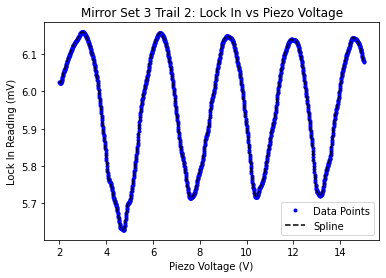 Mirror Set 3 Trail 2: Lock In vs Piezo Voltage
Lock In Reading (mV)
6.1
6.0
5.9
5.8
5.7
2
4
6
8
10
12
14
Piezo Voltage (V)
Data Points
Spline